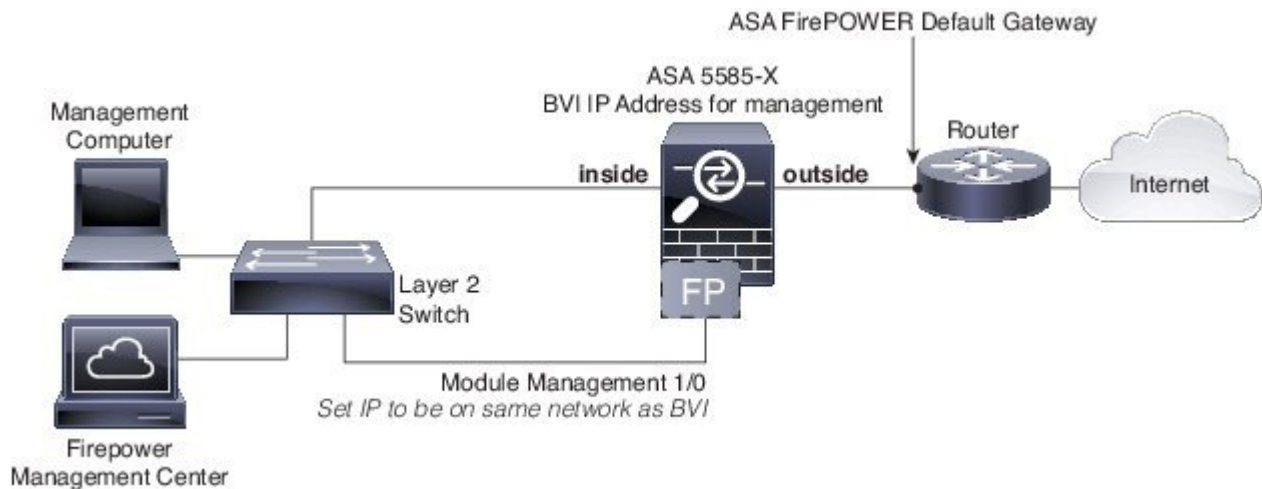 ASA FirePOWER Default Gateway
ASA 5585-X
BVI IP Address for management
Management
Computer
Router
inside
outside
Internet
Layer 2
Switch
FP
Module Management 1/0
Set IP to be on same network as BVI
Firepower
Management Center